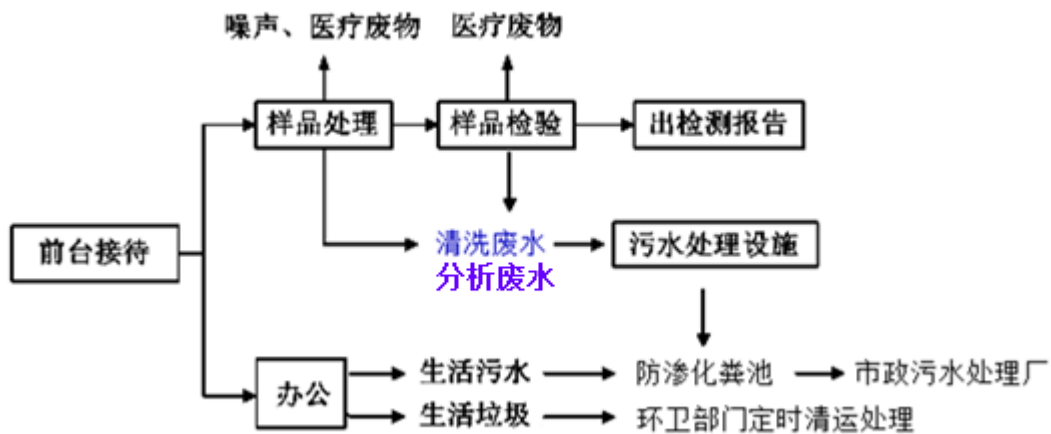 噪声、医疗废物 医疗废物
样品处理 样品检验 出检测报告
前台接待 清洗废水 污水处理设施
分析废水
办公 生活污水 防渗化粪池 市政污水处理厂
生活垃圾 环卫部门定时清运处理